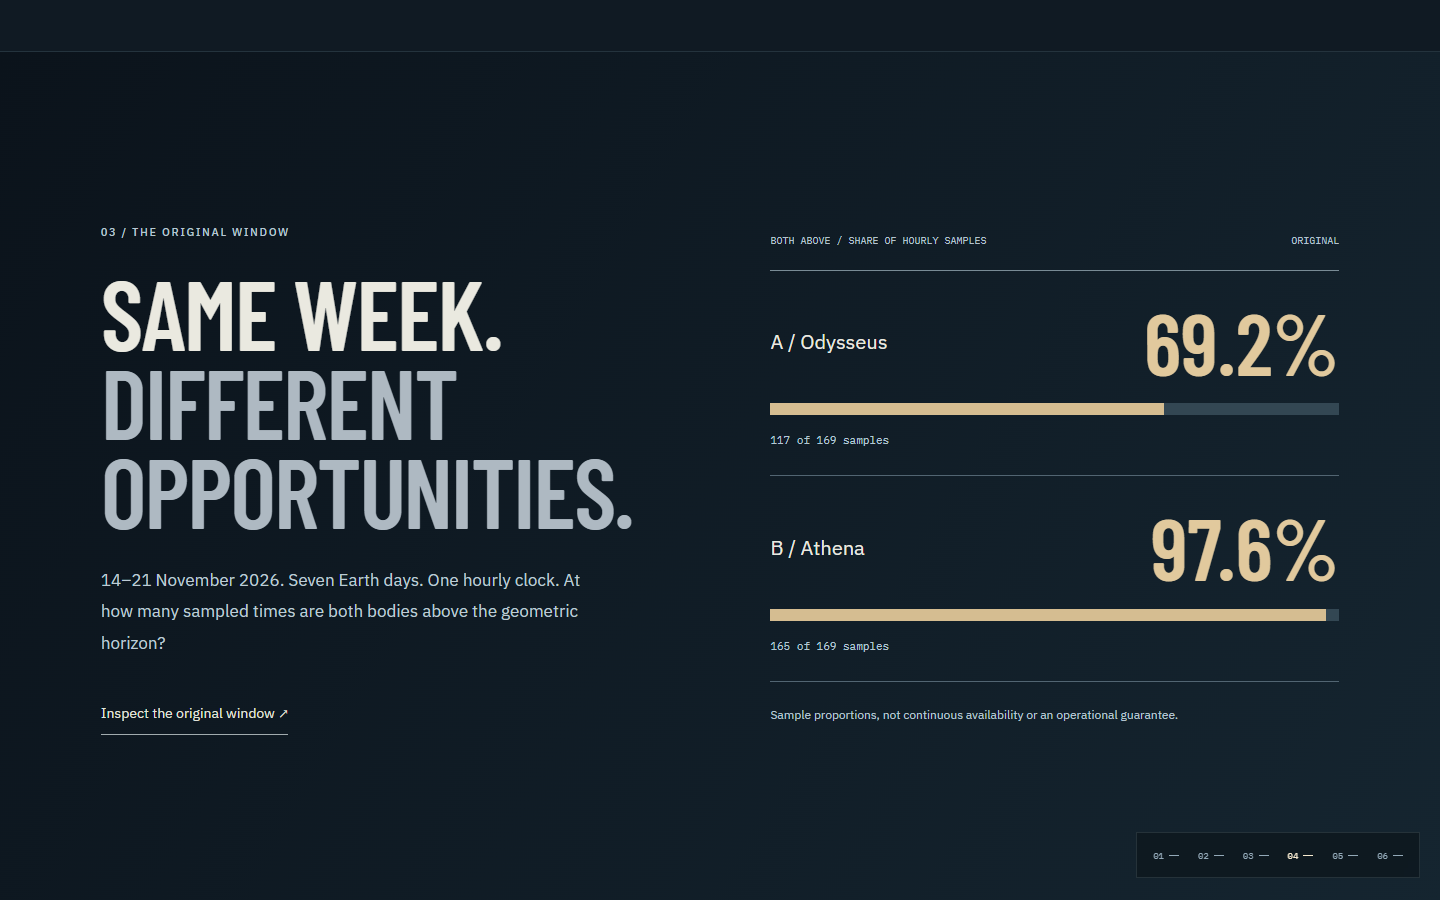 03 / THE ORIGINAL WINDOW
SAME WEEK.
DIFFERENT
OPPORTUNITIES.
14–21 November 2026. Seven Earth days. One hourly clock. At
how many sampled times are both bodies above the geometric
horizon?
Inspect the original window ↗
BOTH ABOVE / SHARE OF HOURLY SAMPLES ORIGINAL
A / Odysseus 69.2%
117 of 169 samples
B / Athena 97.6%
165 of 169 samples
Sample proportions, not continuous availability or an operational guarantee.
01 — 02 — 03 — 04 — 05 — 06 —